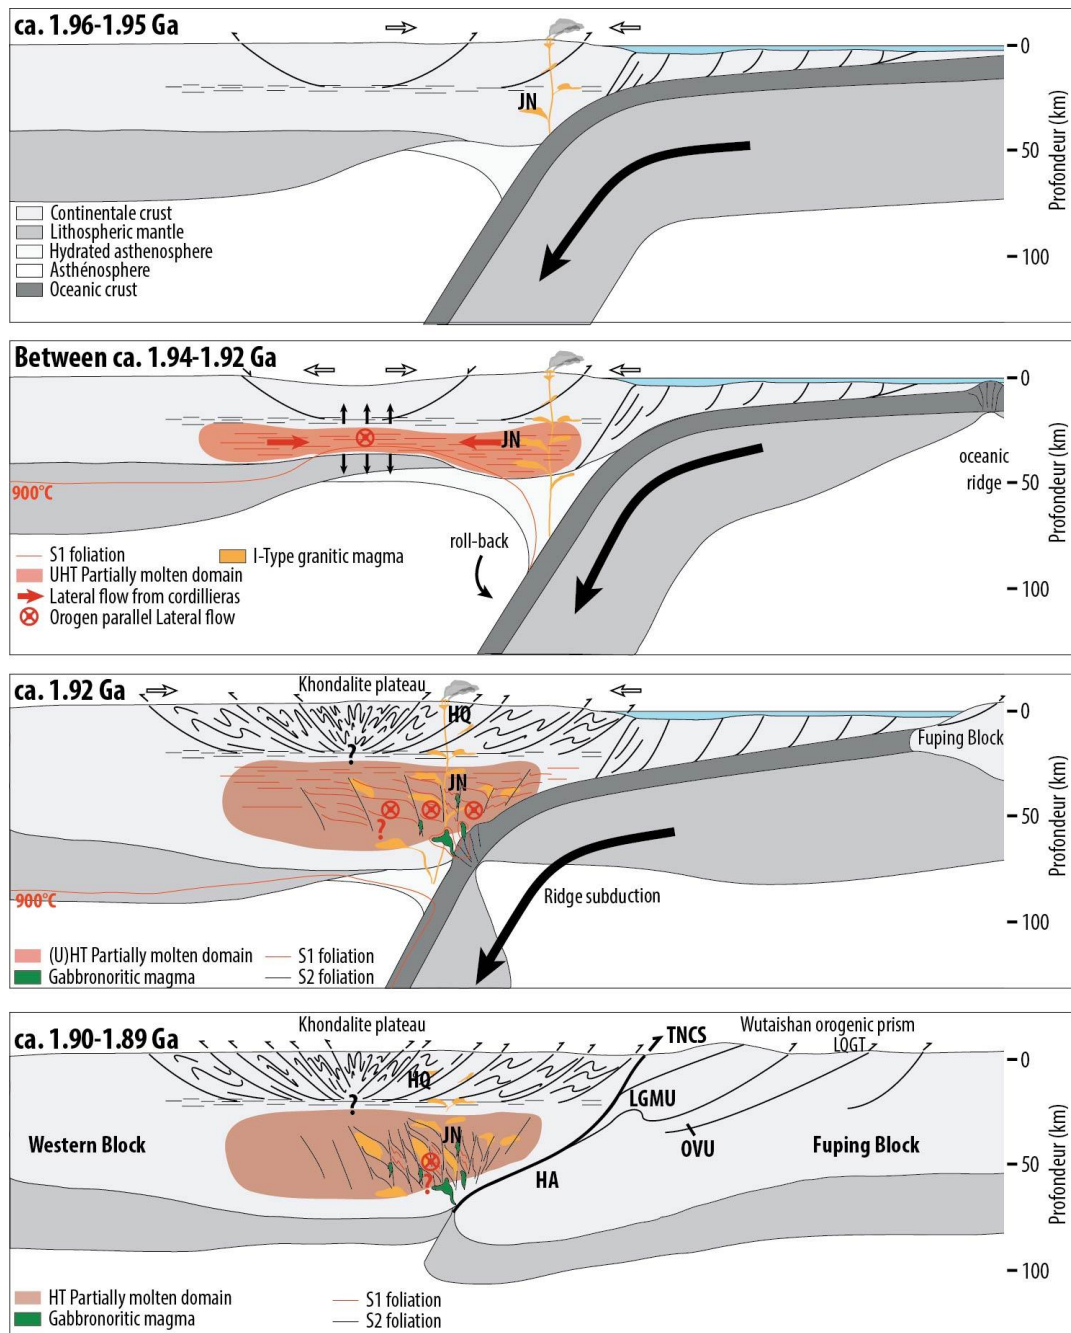 ca. 1.96-1.95 Ga
JN
0
50
100
Profondeur (km)
Continentale crust
Lithospheric mantle
Hydrated asthenosphere
Asthénosphere
Oceanic crust
Between ca. 1.94-1.92 Ga
JN
900°C
roll-back
oceanic
ridge
0
50
100
Profondeur (km)
S1 foliation
I-Type granitic magma
UHT Partially molten domain
Lateral flow from cordillieras
Orogen parallel Lateral flow
ca. 1.92 Ga
Khondalite plateau
HQ
?
JN
?
Fuping Block
900°C
Ridge subduction
0
50
100
Profondeur (km)
(U)HT Partially molten domain
S1 foliation
Gabbronoritic magma
S2 foliation
ca. 1.90-1.89 Ga
Khondalite plateau
TNCS
Wutaishan orogenic prism
LQGT
HQ
?
LGMU
JN
Western Block
OVU
Fuping Block
?
HA
0
50
100
Profondeur (km)
HT Partially molten domain
S1 foliation
Gabbronoritic magma
S2 foliation